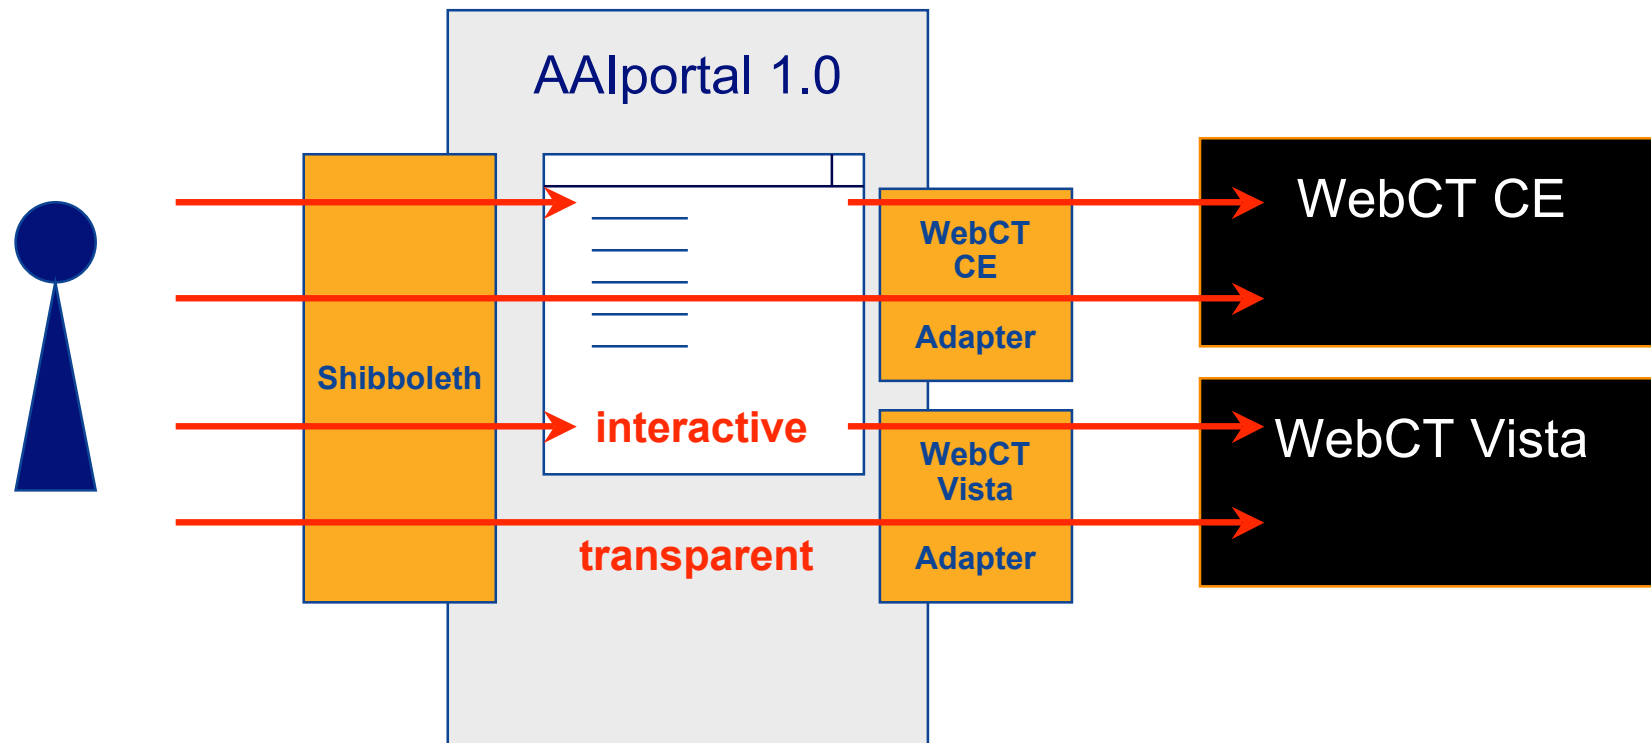 AAIportal 1.0
Shibboleth
WebCT
CE
Adapter
WebCT CE
interactive
transparent
WebCT
Vista
Adapter
WebCT Vista